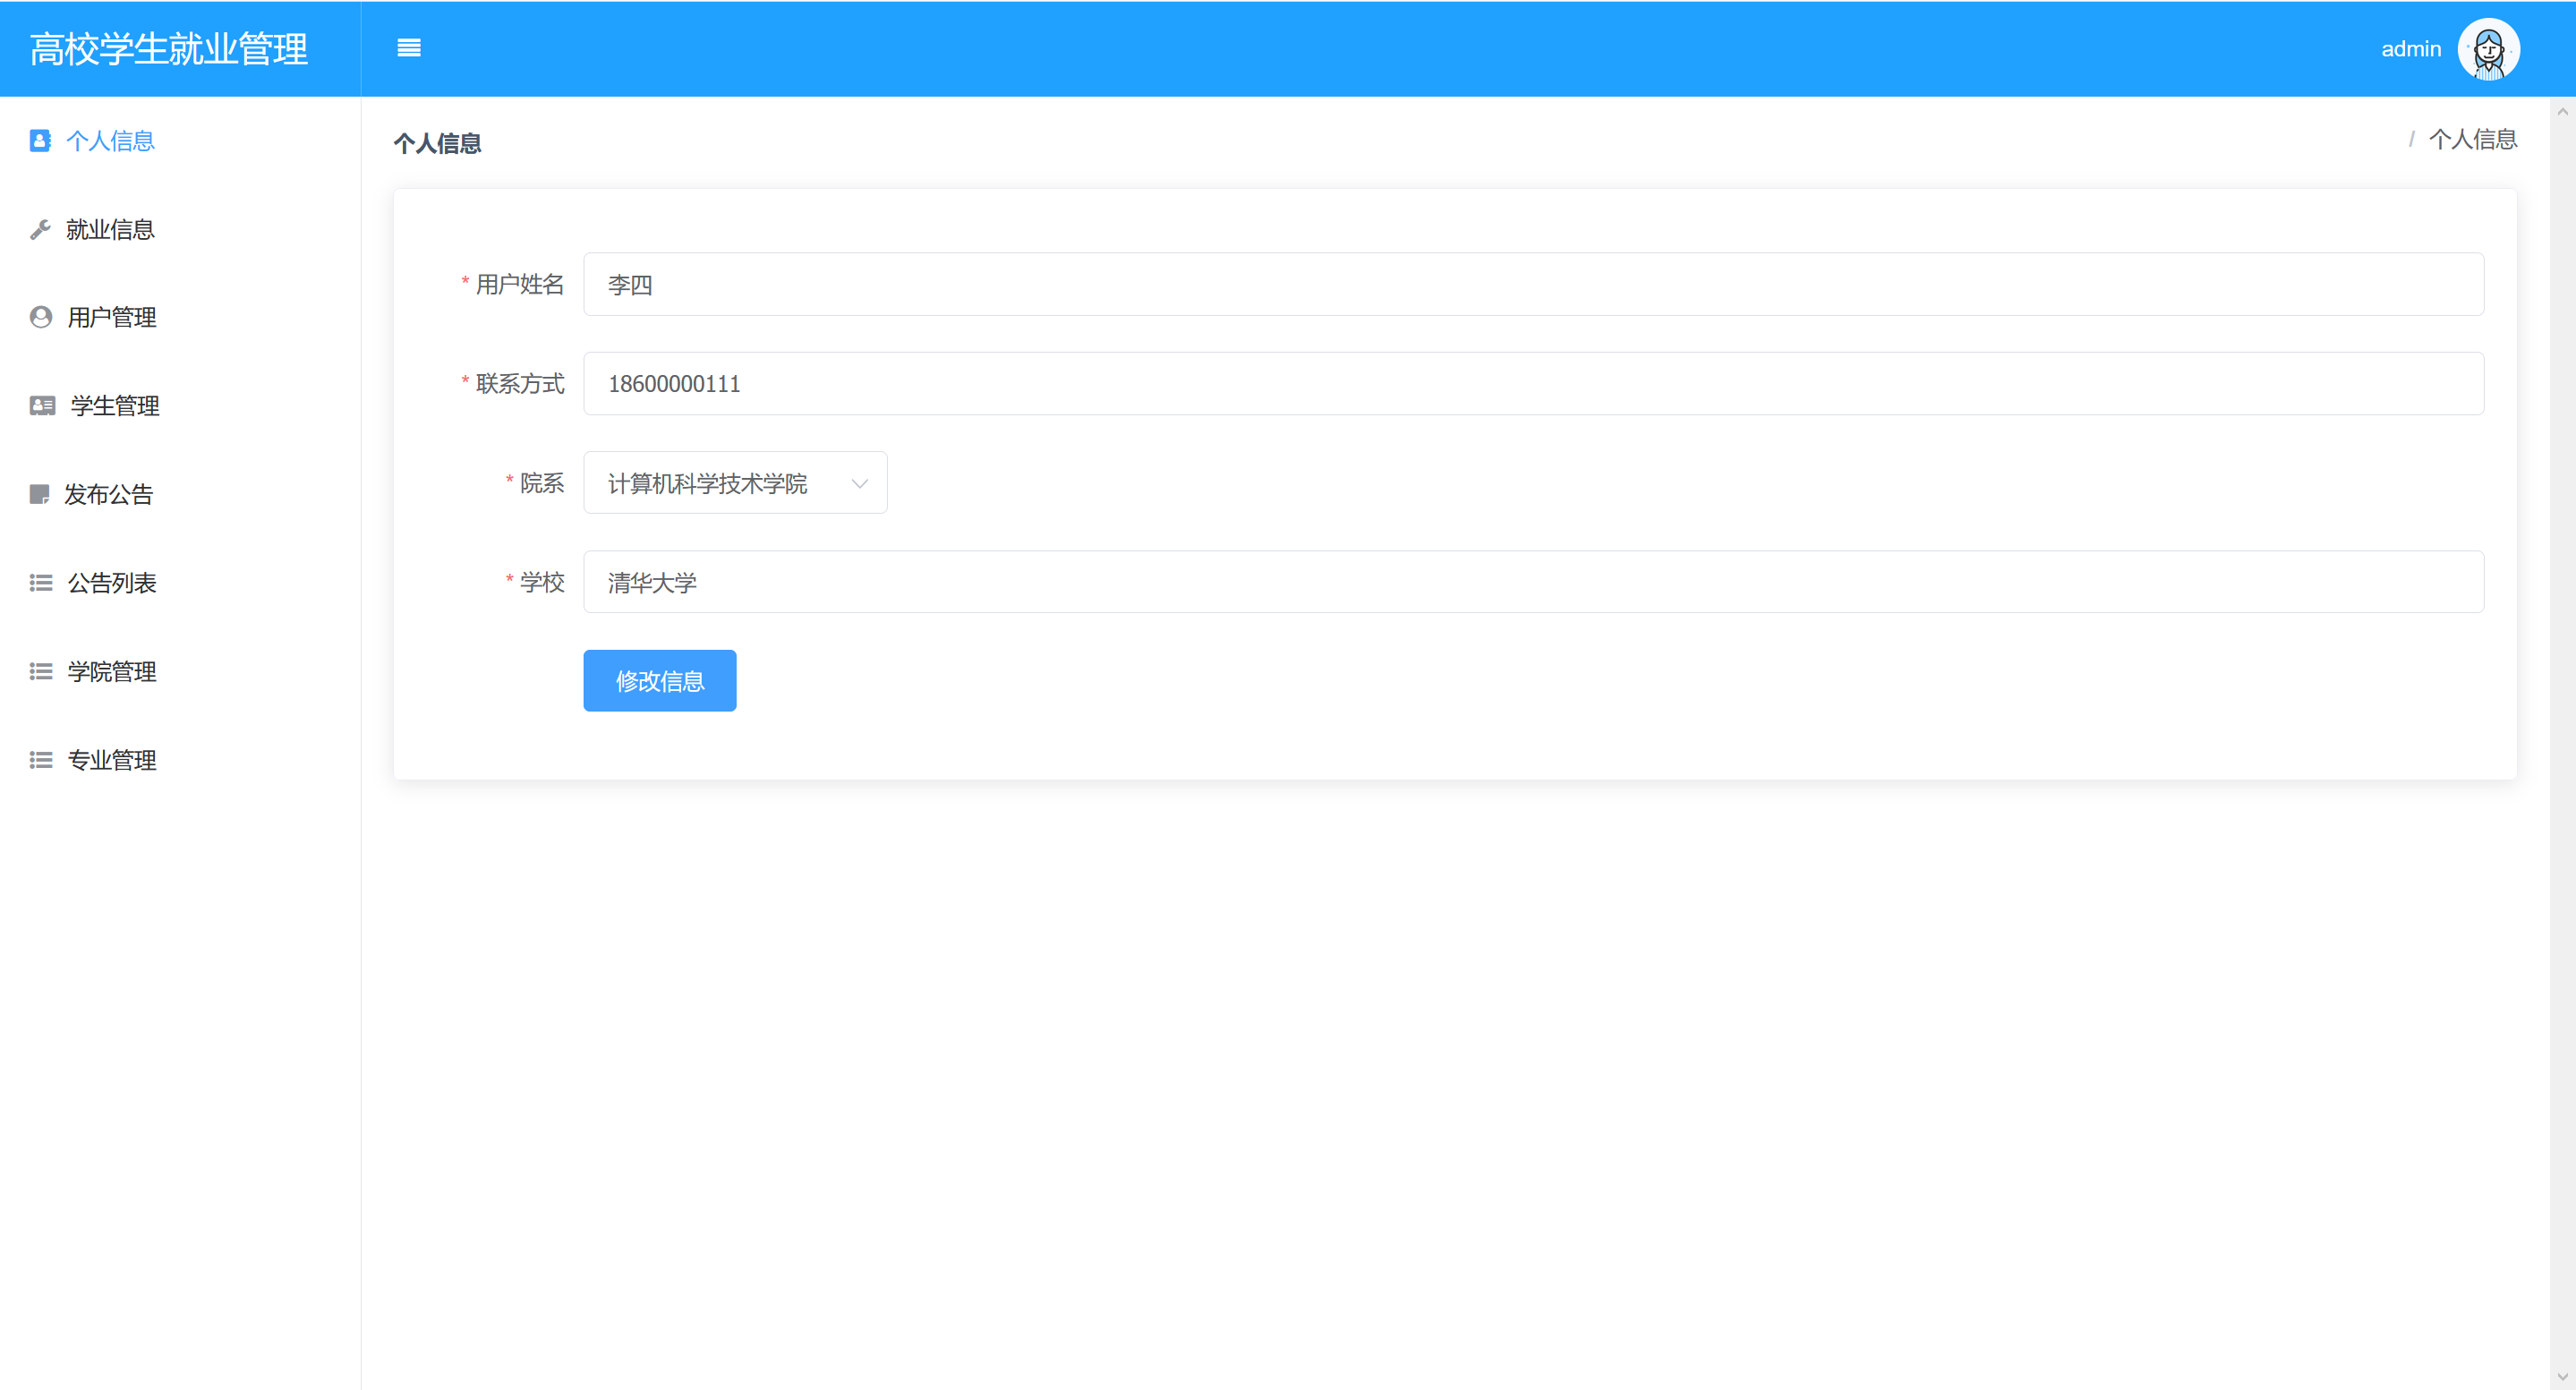 高校学生就业管理
admin
个人信息
就业信息
用户管理
学生管理
发布公告
公告列表
学院管理
专业管理
个人信息
/ 个人信息
* 用户姓名 李四
* 联系方式 18600000111
* 院系 计算机科学技术学院
* 学校 清华大学
修改信息